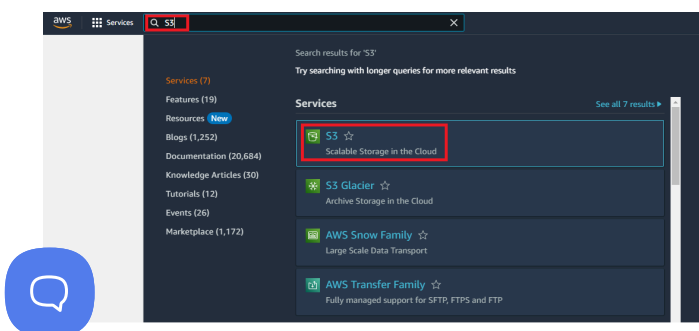 aws Services S3
Search results for 'S3'
Try searching with longer queries for more relevant results
Services (7)
Features (19)
Resources New
Blogs (1,252)
Documentation (20,684)
Knowledge Articles (30)
Tutorials (12)
Events (26)
Marketplace (1,172)
Services See all 7 results
S3
Scalable Storage in the Cloud
S3 Glacier
Archive Storage in the Cloud
AWS Snow Family
Large Scale Data Transport
AWS Transfer Family
Fully managed support for SFTP, FTPS and FTP